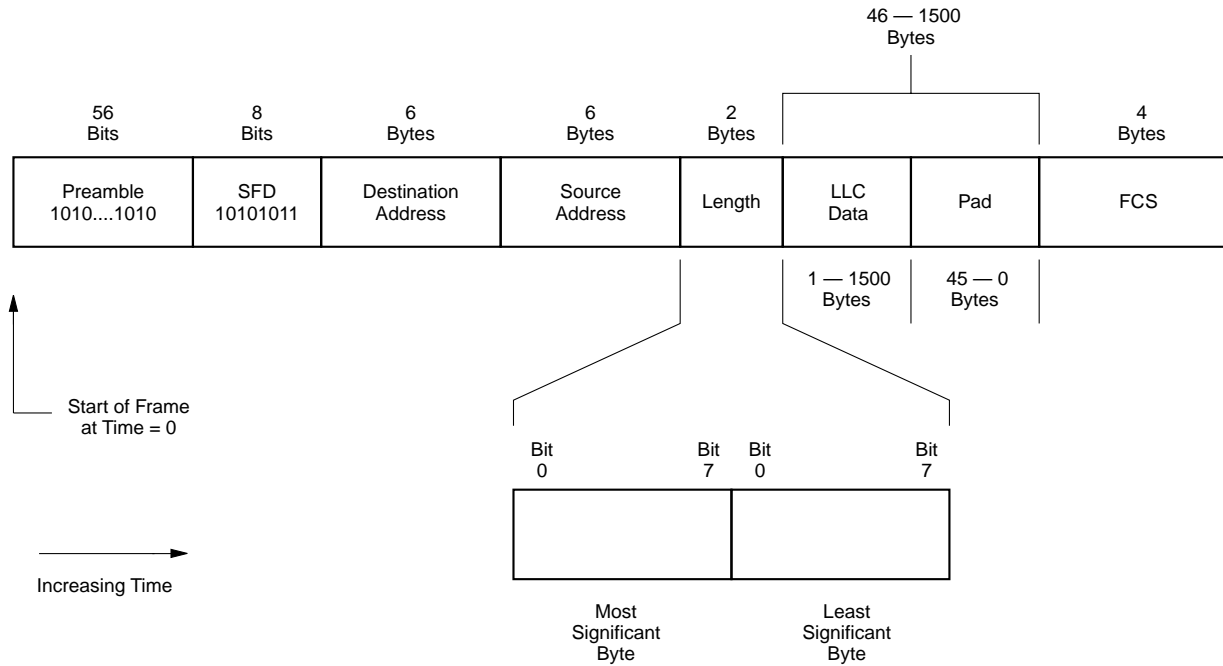 46 — 1500
Bytes
56
Bits
8
Bits
6
Bytes
6
Bytes
2
Bytes
4
Bytes
Preamble
1010....1010
SFD
10101011
Destination
Address
Source
Address
Length
LLC
Data
Pad
FCS
1 — 1500
Bytes
45 — 0
Bytes
Start of Frame
at Time = 0
Bit
0
Bit
7
Bit
0
Bit
7
Increasing Time
Most
Significant
Byte
Least
Significant
Byte